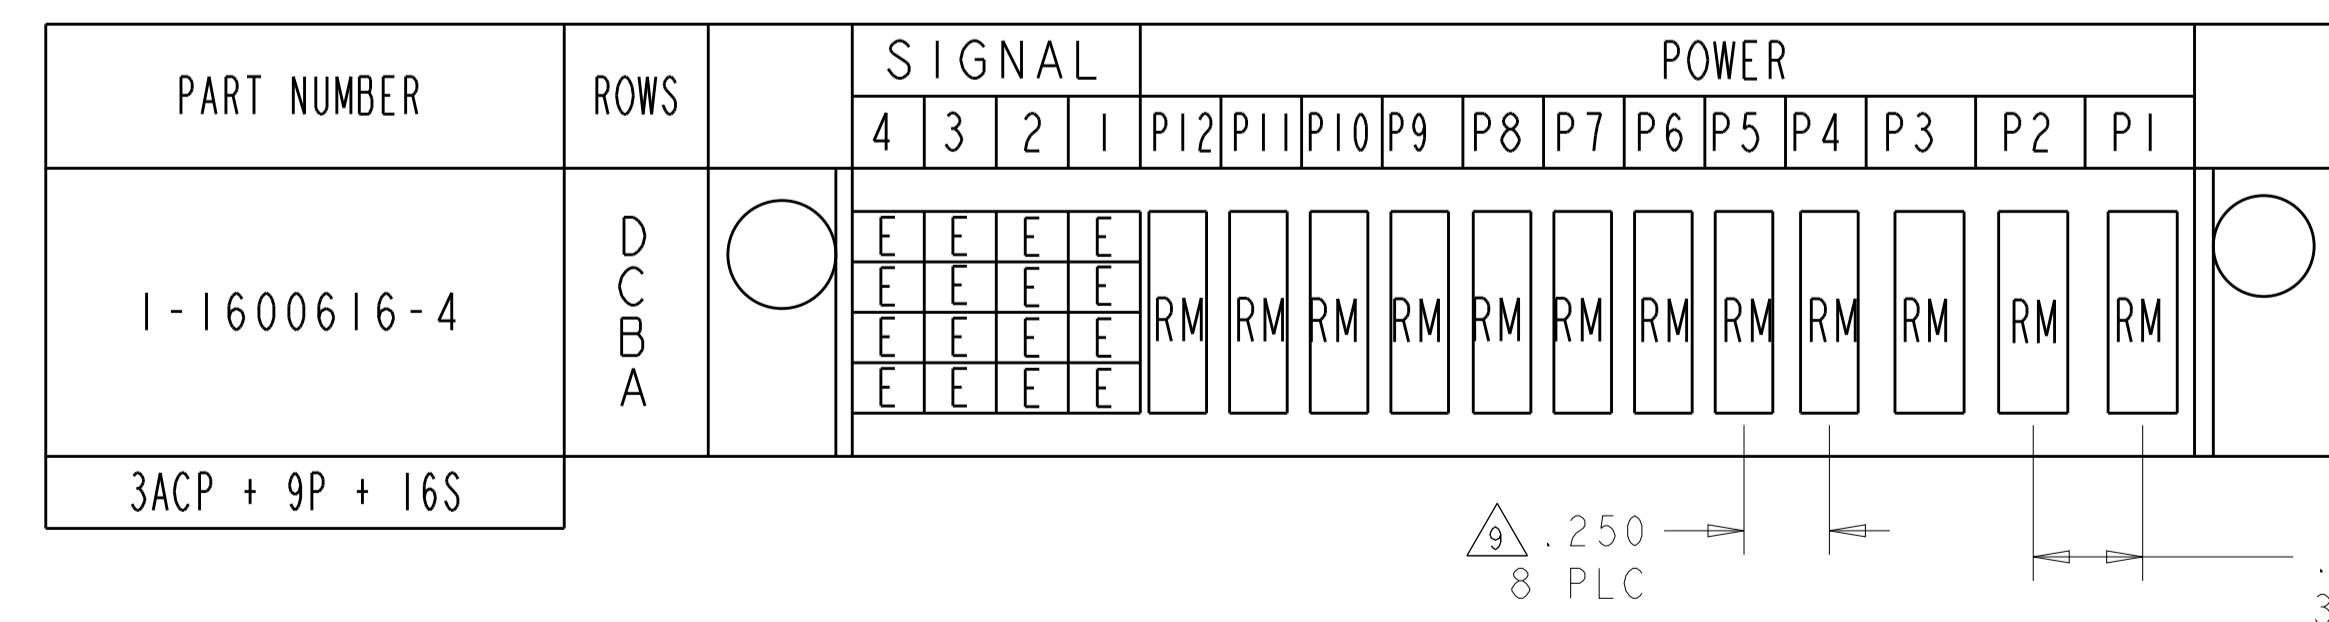 PART NUMBER ROWS SIGNAL POWER
4 3 2 1 P12 P11 P10 P9 P8 P7 P6 P5 P4 P3 P2 P1
D E E E E
C E E E E
1-1600616-4 RM RM RM RM RM RM RM RM RM RM RM RM
B E E E E
A E E E E
3ACP + 9P + 16S
9 .250
8 PLC